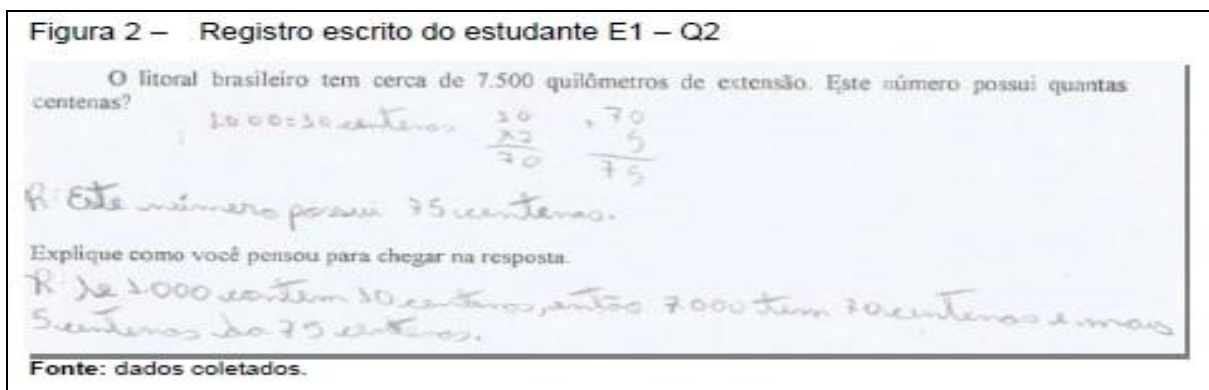 Figura 2 – Registro escrito do estudante E1 – Q2
O litoral brasileiro tem cerca de 7.500 quilômetros de extensão. Este número possui quantas
centenas?
1.000=10 centenas 10 +70
x7 5
70 75
R: Este número possui 75 centenas.
Explique como você pensou para chegar na resposta.
R: Se 1.000 contem 10 centenas, então 7000 tem 70 centenas e mais
5 centenas da 75 centenas.
Fonte: dados coletados.